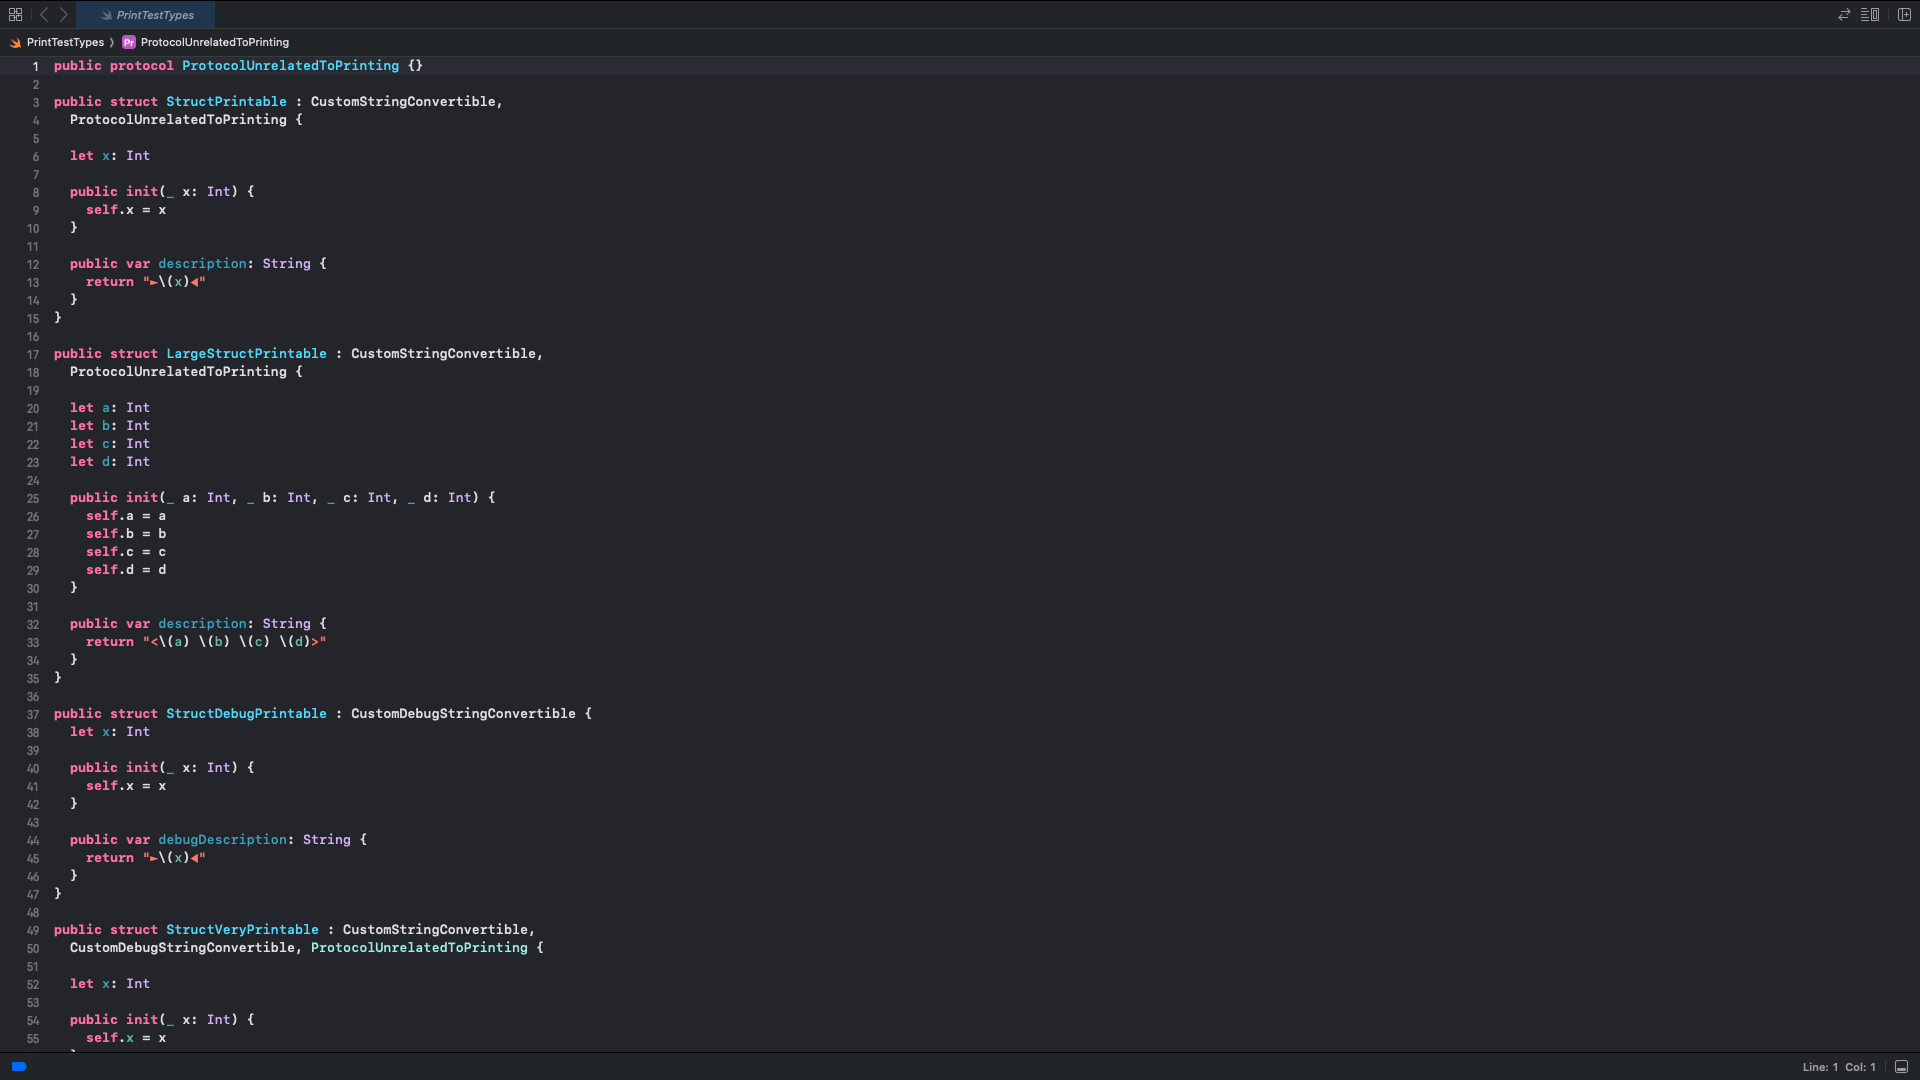 PrintTestTypes
PrintTestTypes ProtocolUnrelatedToPrinting
1 public protocol ProtocolUnrelatedToPrinting {}
2
3 public struct StructPrintable : CustomStringConvertible,
4   ProtocolUnrelatedToPrinting {
5
6   let x: Int
7
8   public init(_ x: Int) {
9     self.x = x
10   }
11
12   public var description: String {
13     return "►\(x)◀"
14   }
15 }
16
17 public struct LargeStructPrintable : CustomStringConvertible,
18   ProtocolUnrelatedToPrinting {
19
20   let a: Int
21   let b: Int
22   let c: Int
23   let d: Int
24
25   public init(_ a: Int, _ b: Int, _ c: Int, _ d: Int) {
26     self.a = a
27     self.b = b
28     self.c = c
29     self.d = d
30   }
31
32   public var description: String {
33     return "<\(a) \(b) \(c) \(d)>"
34   }
35 }
36
37 public struct StructDebugPrintable : CustomDebugStringConvertible {
38   let x: Int
39
40   public init(_ x: Int) {
41     self.x = x
42   }
43
44   public var debugDescription: String {
45     return "►\(x)◀"
46   }
47 }
48
49 public struct StructVeryPrintable : CustomStringConvertible,
50   CustomDebugStringConvertible, ProtocolUnrelatedToPrinting {
51
52   let x: Int
53
54   public init(_ x: Int) {
55     self.x = x
Line: 1 Col: 1